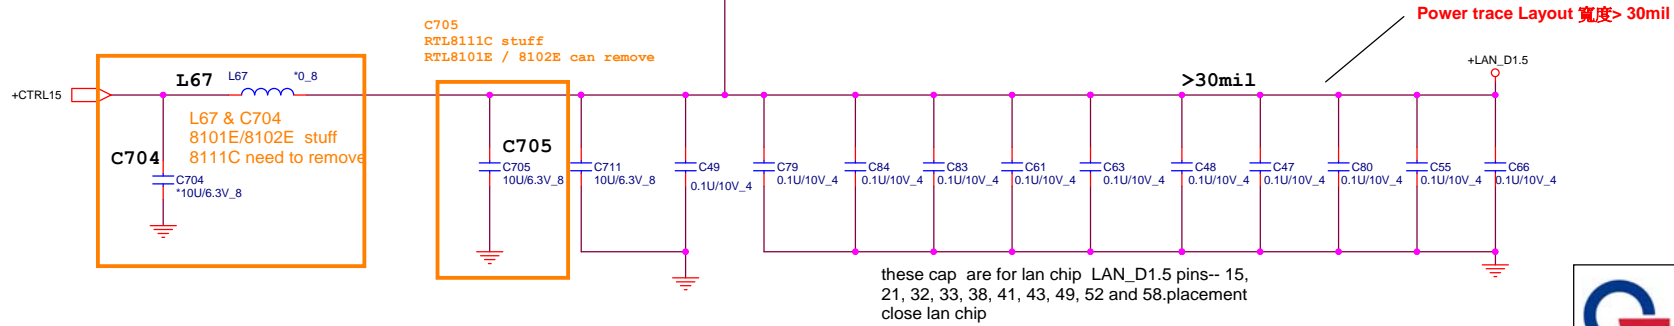 Power trace Layout 寬度> 30mil
C705
RTL8111C stuff
RTL8101E / 8102E can remove
+LAN_D1.5
L67 L67 *0_8
>30mil
+CTRL15
L67 & C704
8101E/8102E stuff
8111C need to remove
C704
C704
*10U/6.3V_8
C705
C705
10U/6.3V_8
C711
10U/6.3V_8
C49
0.1U/10V_4
C79
0.1U/10V_4
C84
0.1U/10V_4
C83
0.1U/10V_4
C61
0.1U/10V_4
C63
0.1U/10V_4
C48
0.1U/10V_4
C47
0.1U/10V_4
C80
0.1U/10V_4
C55
0.1U/10V_4
C66
0.1U/10V_4
these cap are for lan chip LAN_D1.5 pins-- 15,
21, 32, 33, 38, 41, 43, 49, 52 and 58.placement
close lan chip